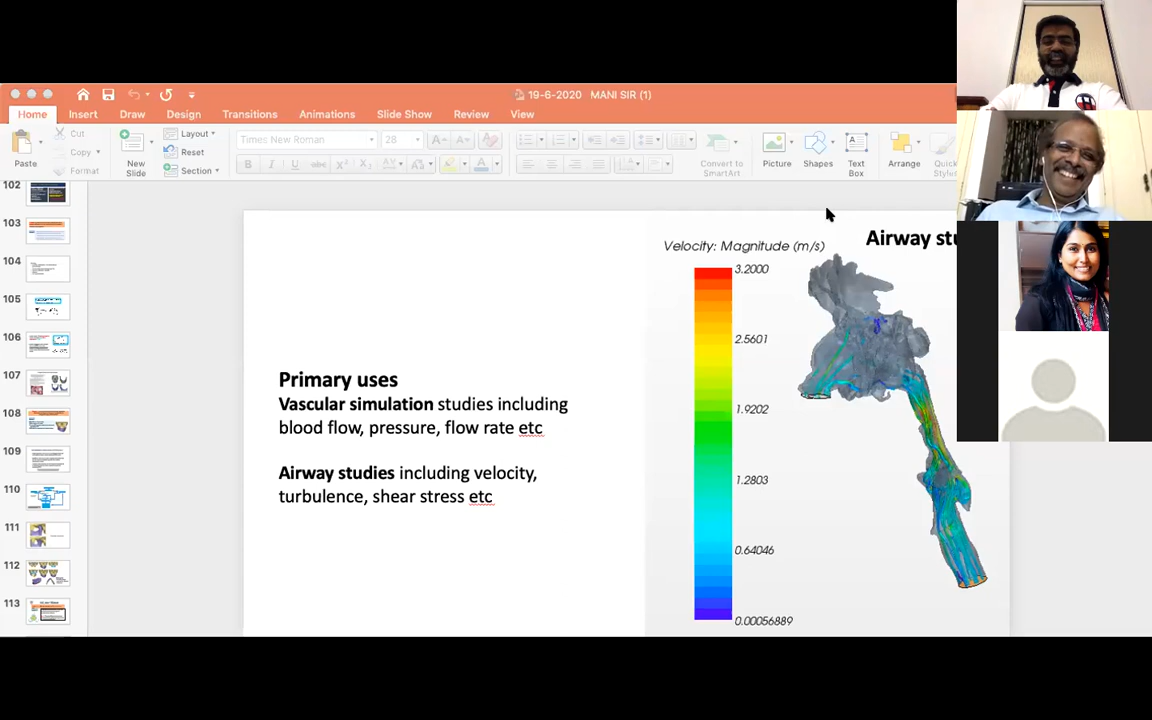 19-6-2020 MANI SIR (1)
Home Insert Draw Design Transitions Animations Slide Show Review View
Paste
Cut
Copy
Format
New
Slide
Layout
Reset
Section
Times New Roman 28
B I U
Convert to
SmartArt
Picture
Shapes
Text
Box
Arrange
Quick
102
103
104
105
106
107
108
109
110
111
112
113
Primary uses
Vascular simulation studies including
blood flow, pressure, flow rate etc
Airway studies including velocity,
turbulence, shear stress etc
Velocity: Magnitude (m/s)
3.2000
2.5601
1.9202
1.2803
0.64046
0.00056889
Airway